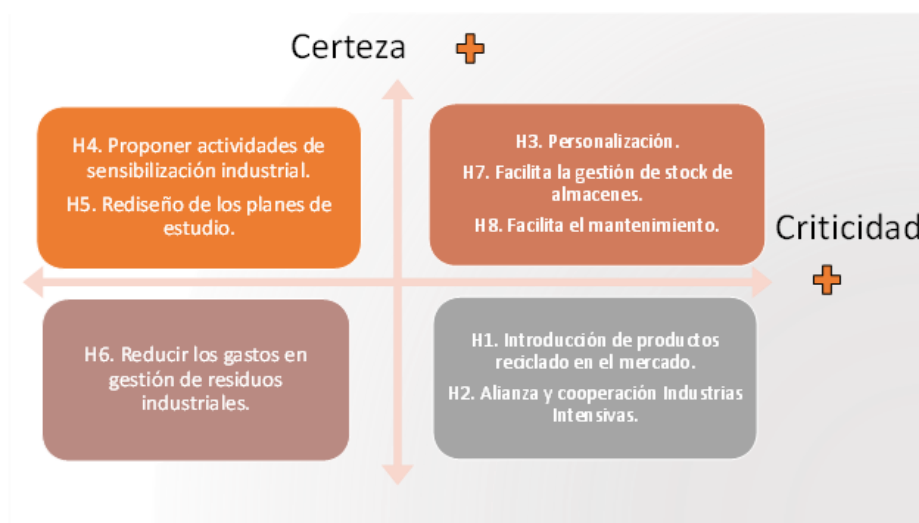 Certeza
H4. Proponer actividades de
sensibilización industrial.
H5. Rediseño de los planes de
estudio.
H3. Personalización.
H7. Facilita la gestión de stock de
almacenes.
H8. Facilita el mantenimiento.
Criticidad
H6. Reducir los gastos en
gestión de residuos
industriales.
H1. Introducción de productos
reciclado en el mercado.
H2. Alianza y cooperación Industrias
Intensivas.